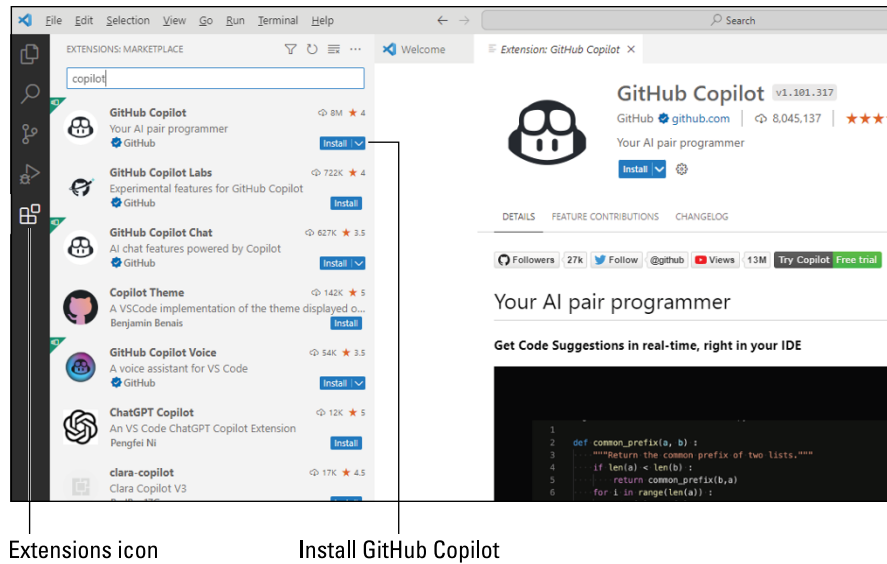 File Edit Selection View Go Run Terminal Help
Search
EXTENSIONS: MARKETPLACE
copilot
GitHub Copilot 8M ★ 4
Your AI pair programmer
GitHub Install
GitHub Copilot Labs 722K ★ 4
Experimental features for GitHub Copilot
GitHub Install
GitHub Copilot Chat 627K ★ 3.5
AI chat features powered by Copilot
GitHub Install
Copilot Theme 142K ★ 5
A VSCode implementation of the theme displayed o...
Benjamin Benais Install
GitHub Copilot Voice 54K ★ 3.5
A voice assistant for VS Code
GitHub Install
ChatGPT Copilot 12K ★ 5
An VS Code ChatGPT Copilot Extension
Pengfei Ni Install
clara-copilot 17K ★ 4.5
Clara Copilot V3
Welcome
Extension: GitHub Copilot ×
GitHub Copilot v1.101.317
GitHub github.com | 8,045,137 | ★★★
Your AI pair programmer
Install
DETAILS FEATURE CONTRIBUTIONS CHANGELOG
Followers 27k Follow @github Views 13M Try Copilot Free trial
Your AI pair programmer
Get Code Suggestions in real-time, right in your IDE
1
2 def common_prefix(a, b) :
3 """Return the common prefix of two lists."""
4 if len(a) < len(b) :
5 return common_prefix(b,a)
6 for i in range(len(a)) :
Extensions icon
Install GitHub Copilot